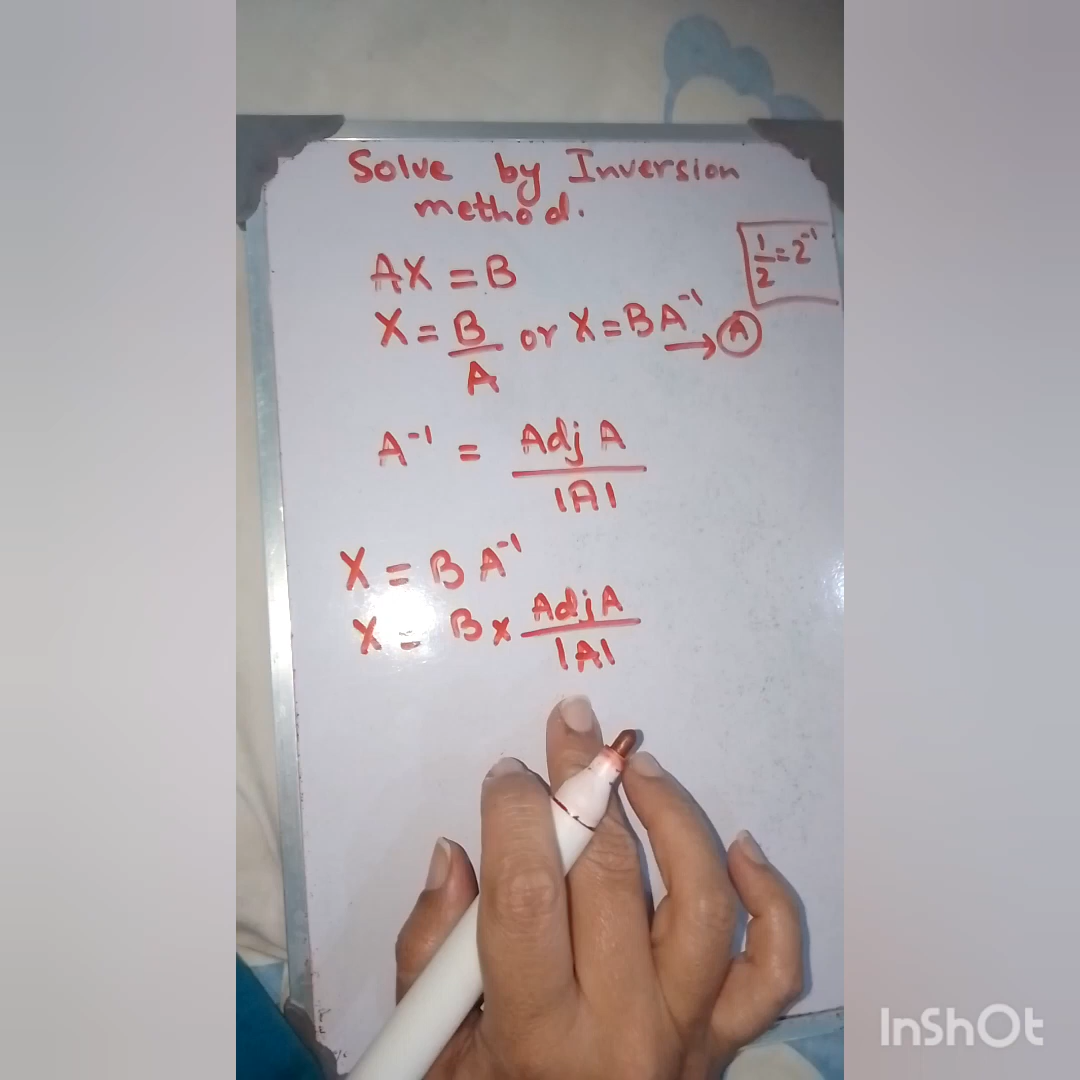 Solve by Inversion
method.
1/2 = 2⁻¹
AX = B
X = B/A or X = BA⁻¹ → Ⓐ
A⁻¹ = Adj A / |A|
X = B A⁻¹
X = B × Adj A / |A|
InShOt